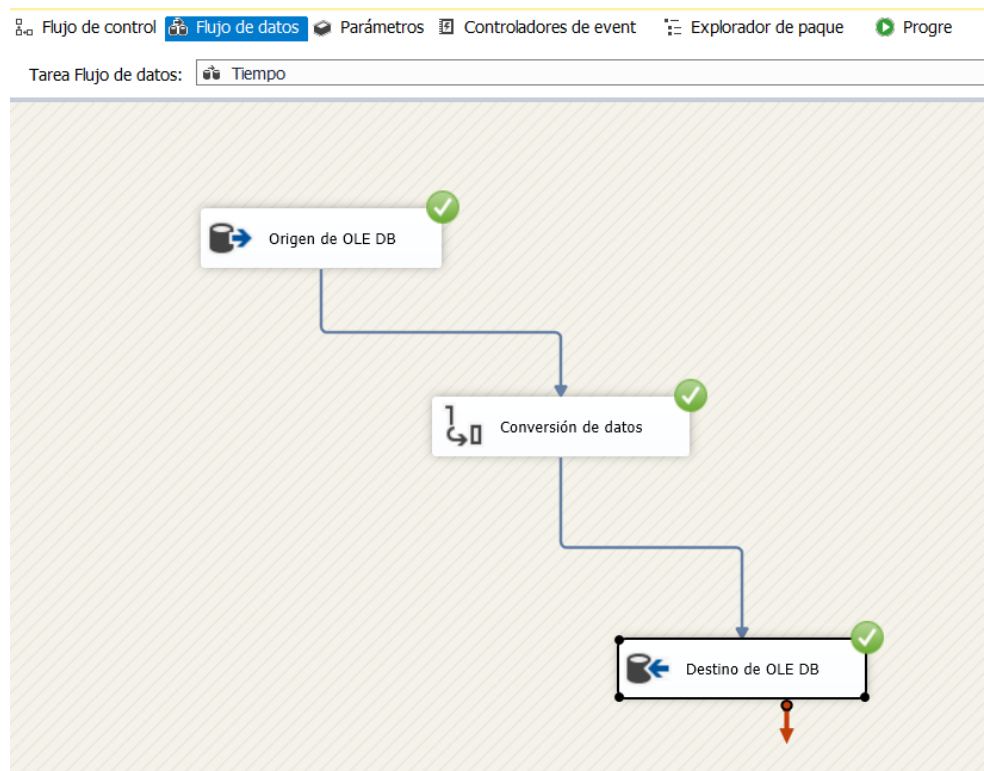 Flujo de control Flujo de datos Parámetros Controladores de event Explorador de paque Progre
Tarea Flujo de datos: Tiempo
Origen de OLE DB
Conversión de datos
Destino de OLE DB